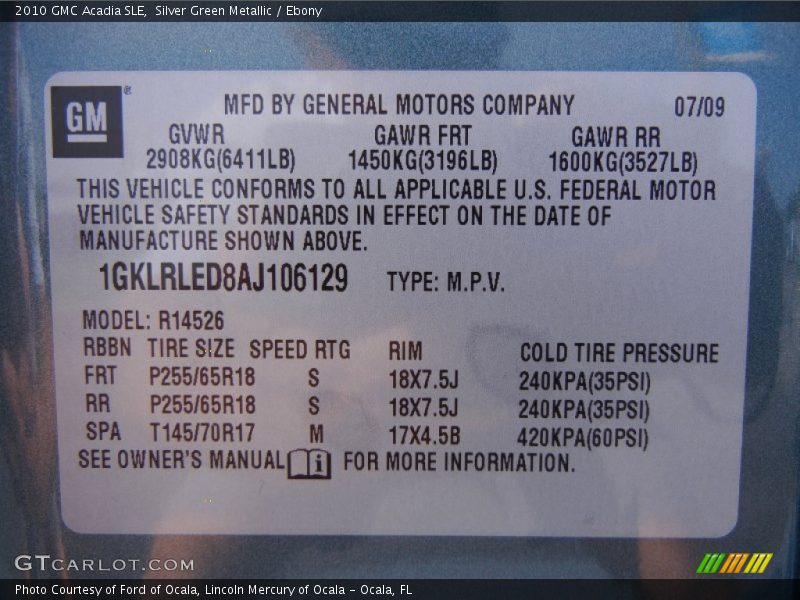 2010 GMC Acadia SLE,  Silver Green Metallic / Ebony
GM ® MFD BY GENERAL MOTORS COMPANY 07/09
GVWR GAWR FRT GAWR RR
2908KG(6411LB) 1450KG(3196LB) 1600KG(3527LB)
THIS VEHICLE CONFORMS TO ALL APPLICABLE U.S. FEDERAL MOTOR
VEHICLE SAFETY STANDARDS IN EFFECT ON THE DATE OF
MANUFACTURE SHOWN ABOVE.
1GKLRLED8AJ106129 TYPE: M.P.V.
MODEL: R14526
RBBN TIRE SIZE SPEED RTG RIM COLD TIRE PRESSURE
FRT P255/65R18 S 18X7.5J 240KPA(35PSI)
RR P255/65R18 S 18X7.5J 240KPA(35PSI)
SPA T145/70R17 M 17X4.5B 420KPA(60PSI)
SEE OWNER'S MANUAL i FOR MORE INFORMATION.
GTCARLOT.COM
Photo Courtesy of Ford of Ocala, Lincoln Mercury of Ocala - Ocala, FL